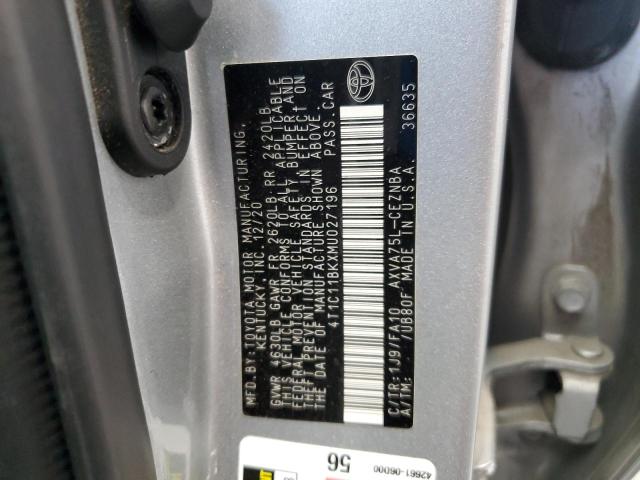 MFD.BY:TOYOTA MOTOR MANUFACTURING,
KENTUCKY, INC. 12/20
GVWR 4630LB GAWR FR 2620LB RR 2420LB
THIS VEHICLE CONFORMS TO ALL APPLICABLE
FEDERAL MOTOR VEHICLE SAFETY, BUMPER AND
THEFT PREVENTION STANDARDS IN EFFECT ON
THE DATE OF MANUFACTURE SHOWN ABOVE.
4T1C11BKXMU027196 PASS.CAR
C/TR:1J9/FA10 AXVA75L-CEZNBA
A/TM: /UB80F MADE IN U.S.A. 36635
56
42661-06D00